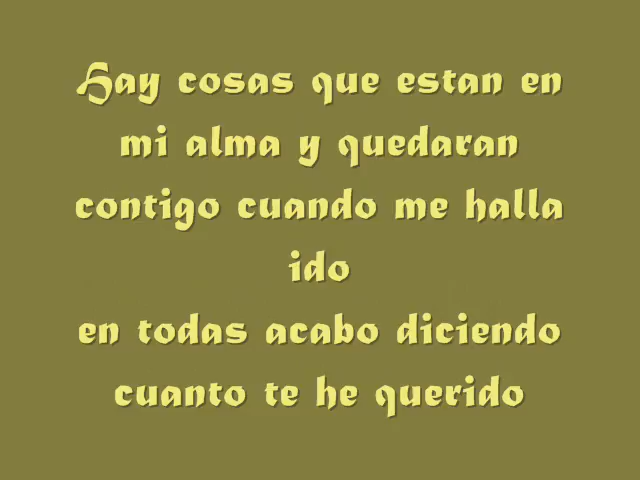 Hay cosas que estan en
mi alma y quedaran
contigo cuando me halla
ido
en todas acabo diciendo
cuanto te he querido